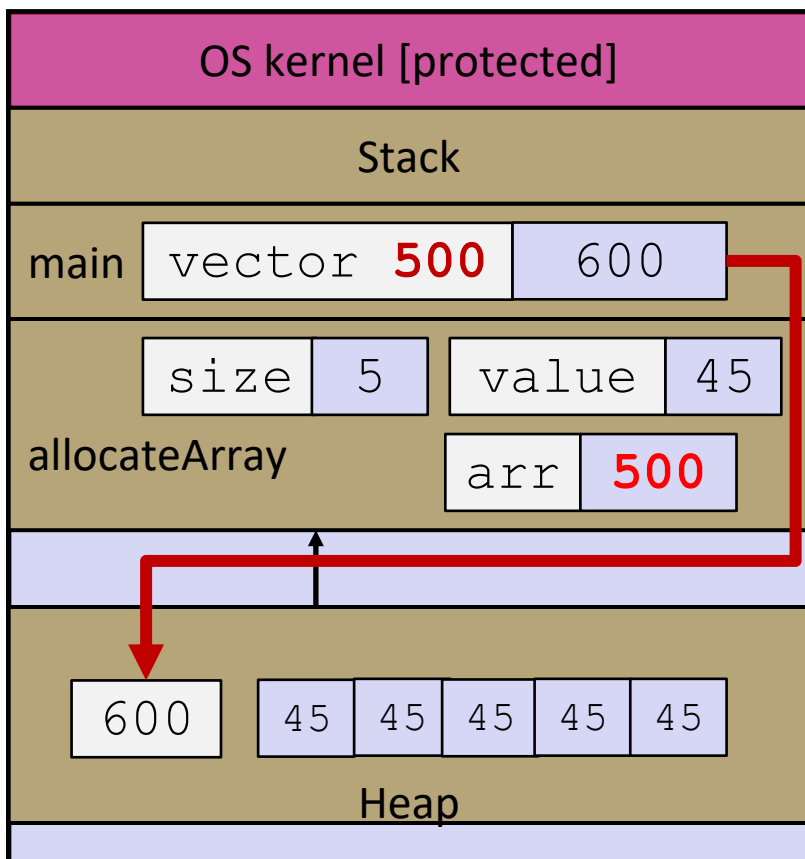 OS kernel [protected]
Stack
main vector 500 600
size 5 value 45
allocateArray
arr 500
600 45 45 45 45 45
Heap